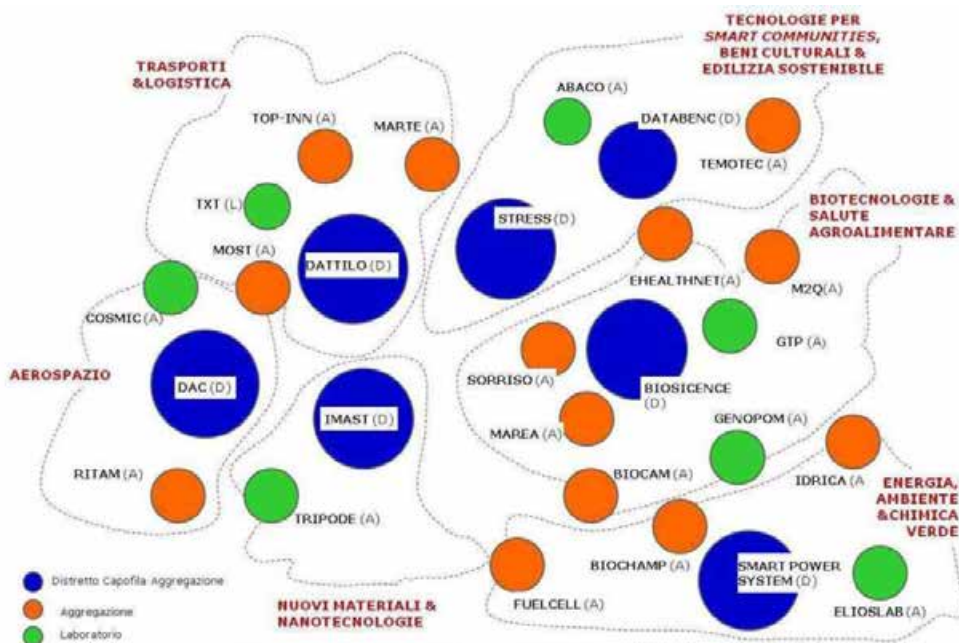 TECNOLOGIE PER
SMART COMMUNITIES,
BENI CULTURALI &
EDILIZIA SOSTENIBILE
TRASPORTI
&LOGISTICA
ABACO (A)
DATABENC (D)
TOP-INN (A)
MARTE (A)
TEMOTEC (A)
TXT (L)
BIOTECNOLOGIE &
SALUTE
AGROALIMENTARE
STRESS (D)
MOST (A)
DATTILO (D)
EHEALTHNET(A)
M2Q(A)
COSMIC (A)
GTP (A)
AEROSPAZIO
DAC (D)
SORRISO (A)
BIOSICENCE
(D)
IMAST (D)
GENOPOM (A)
MAREA (A)
RITAM (A)
BIOCAM (A)
IDRICA (A
ENERGIA,
AMBIENTE
&CHIMICA
VERDE
TRIPODE (A)
BIOCHAMP (A)
SMART POWER
SYSTEM (D)
Distretto Capofila Aggregazione
Aggregazione
Laboratorio
NUOVI MATERIALI &
NANOTECNOLOGIE
FUELCELL (A)
ELIOSLAB (A)